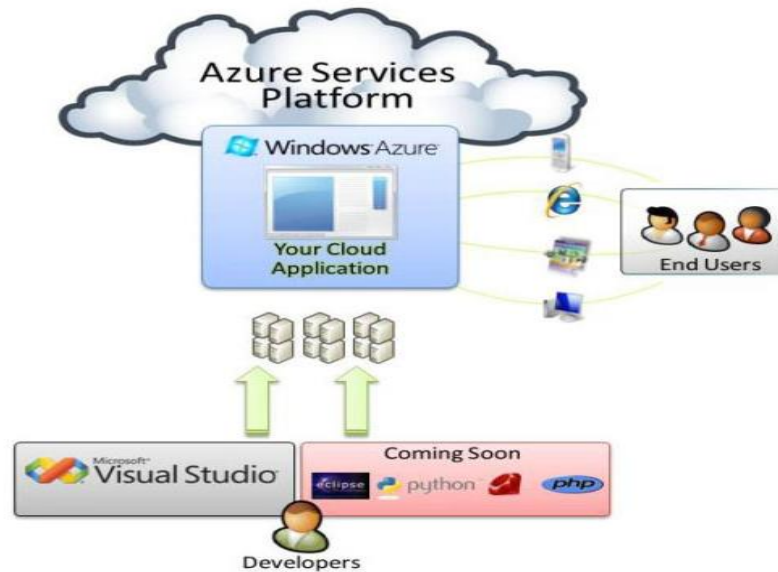 Azure Services
Platform
Windows Azure
Your Cloud
Application
End Users
Microsoft
Visual Studio
Coming Soon
eclipse
python
php
Developers